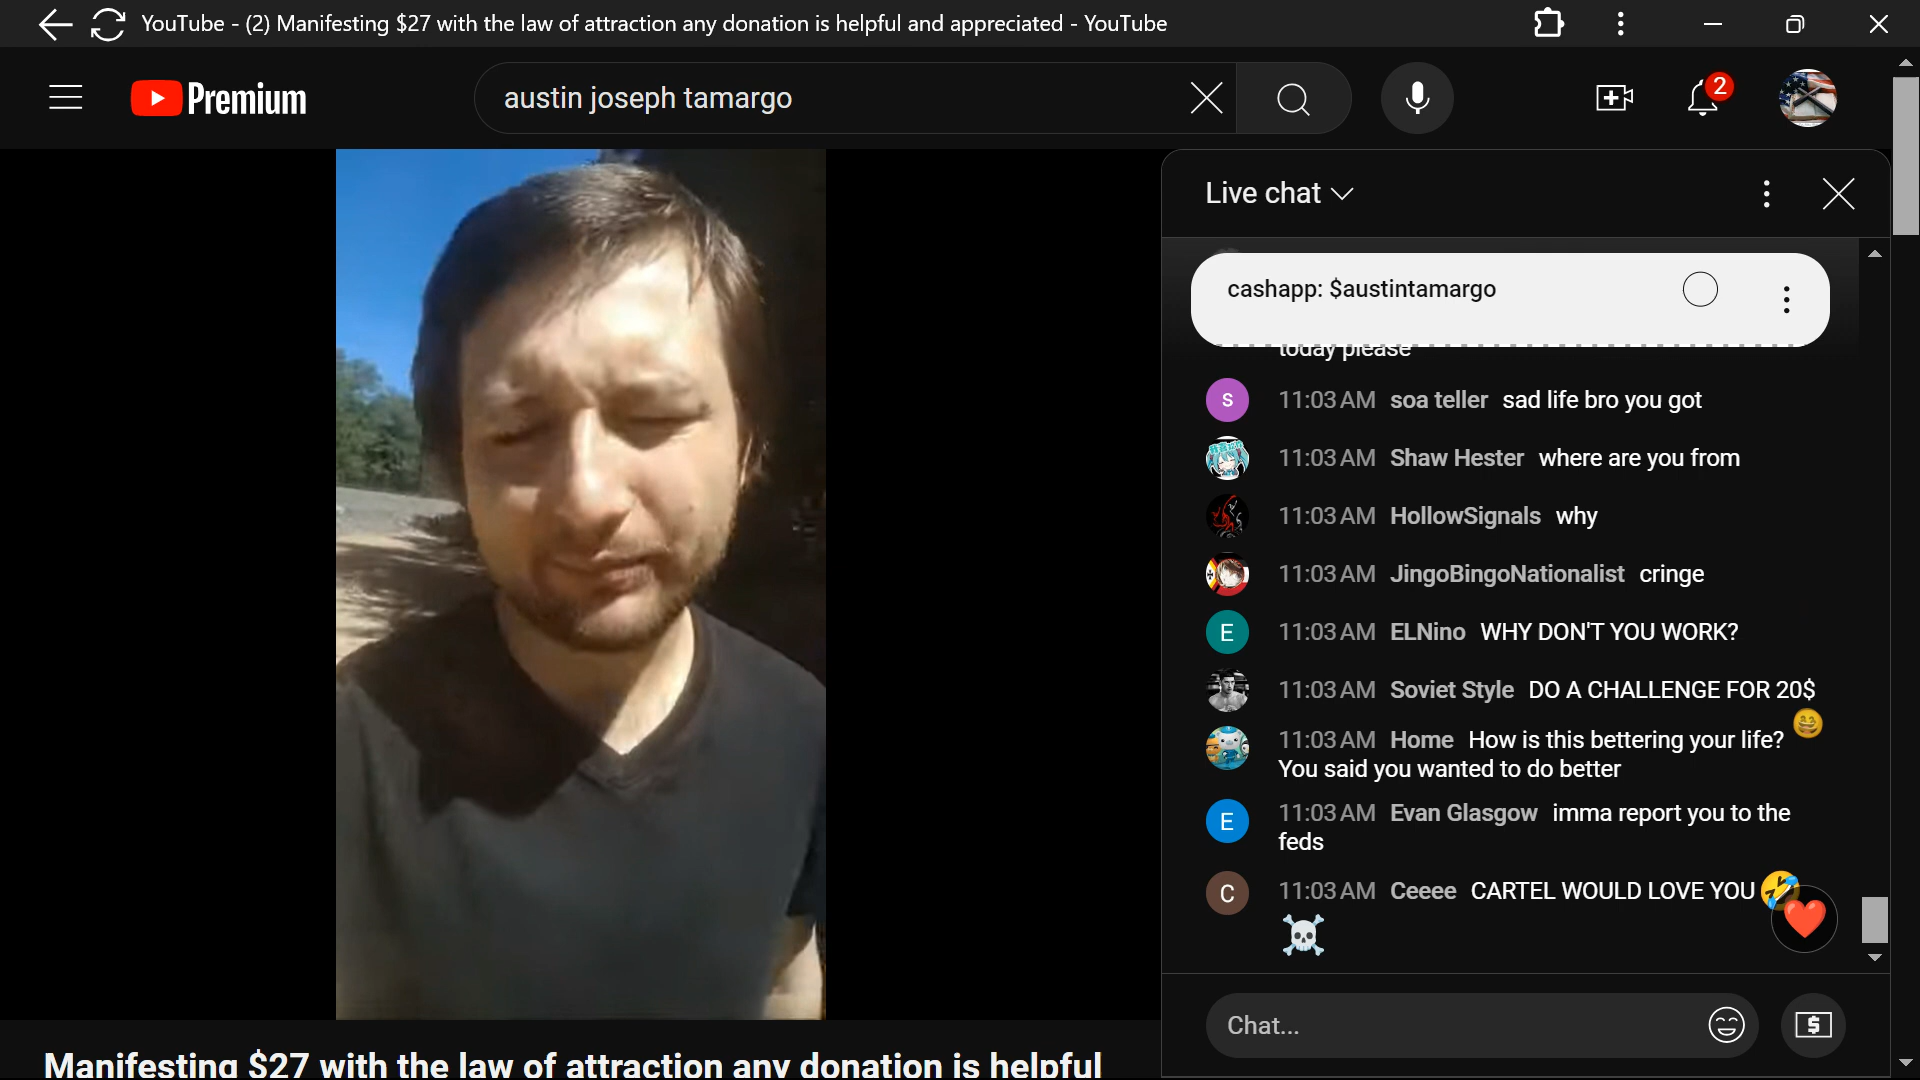 YouTube - (2) Manifesting $27 with the law of attraction any donation is helpful and appreciated - YouTube
Premium
austin joseph tamargo
2
Live chat
cashapp: $austintamargo
today please
11:03 AM soa teller sad life bro you got
11:03 AM Shaw Hester where are you from
11:03 AM HollowSignals why
11:03 AM JingoBingoNationalist cringe
11:03 AM ELNino WHY DON'T YOU WORK?
11:03 AM Soviet Style DO A CHALLENGE FOR 20$
11:03 AM Home How is this bettering your life? 😄
You said you wanted to do better
11:03 AM Evan Glasgow imma report you to the
feds
11:03 AM Ceeee CARTEL WOULD LOVE YOU 🤣
☠️
Chat...
Manifesting $27 with the law of attraction any donation is helpful
S
E
E
C